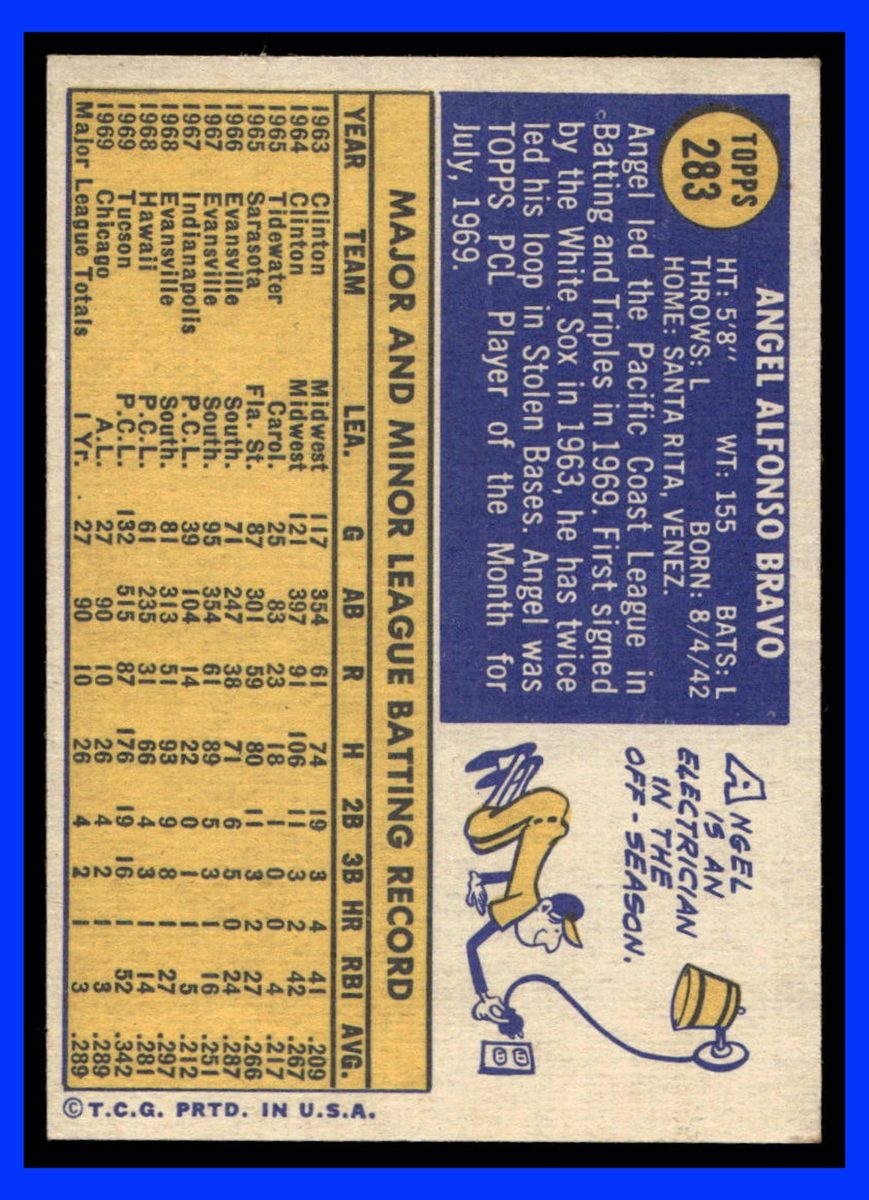 TOPPS
283
ANGEL ALFONSO BRAVO
HT: 5'8" WT: 155 BATS: L
THROWS: L BORN: 8/4/42
HOME: SANTA RITA, VENEZ.
Angel led the Pacific Coast League in
Batting and Triples in 1969. First signed
by the White Sox in 1963, he has twice
led his loop in Stolen Bases. Angel was
TOPPS PCL Player of the Month for
July, 1969.
ANGEL
IS AN
ELECTRICIAN
IN THE
OFF-SEASON.
MAJOR AND MINOR LEAGUE BATTING RECORD
YEAR TEAM LEA. G AB R H 2B 3B HR RBI AVG.
1963 Clinton Midwest 117 354 61 74 19 3 4 41 .209
1964 Clinton Midwest 121 397 91 106 11 3 2 42 .267
1965 Tidewater Carol. 25 83 23 18 1 0 0 4 .217
1965 Sarasota Fla. St. 87 301 59 80 11 3 2 27 .266
1966 Evansville South. 71 247 38 71 6 5 0 24 .287
1967 Evansville South. 95 354 61 89 5 3 1 16 .251
1967 Indianapolis P.C.L. 39 104 14 22 0 1 1 5 .212
1968 Evansville South. 81 313 51 93 9 8 1 27 .297
1968 Hawaii P.C.L. 61 235 31 66 4 3 1 14 .281
1969 Tucson P.C.L. 132 515 87 176 19 16 1 52 .342
1969 Chicago A.L. 27 90 10 26 4 2 1 3 .289
Major League Totals 1 Yr. 27 90 10 26 4 2 1 3 .289
© T.C.G. PRTD. IN U.S.A.